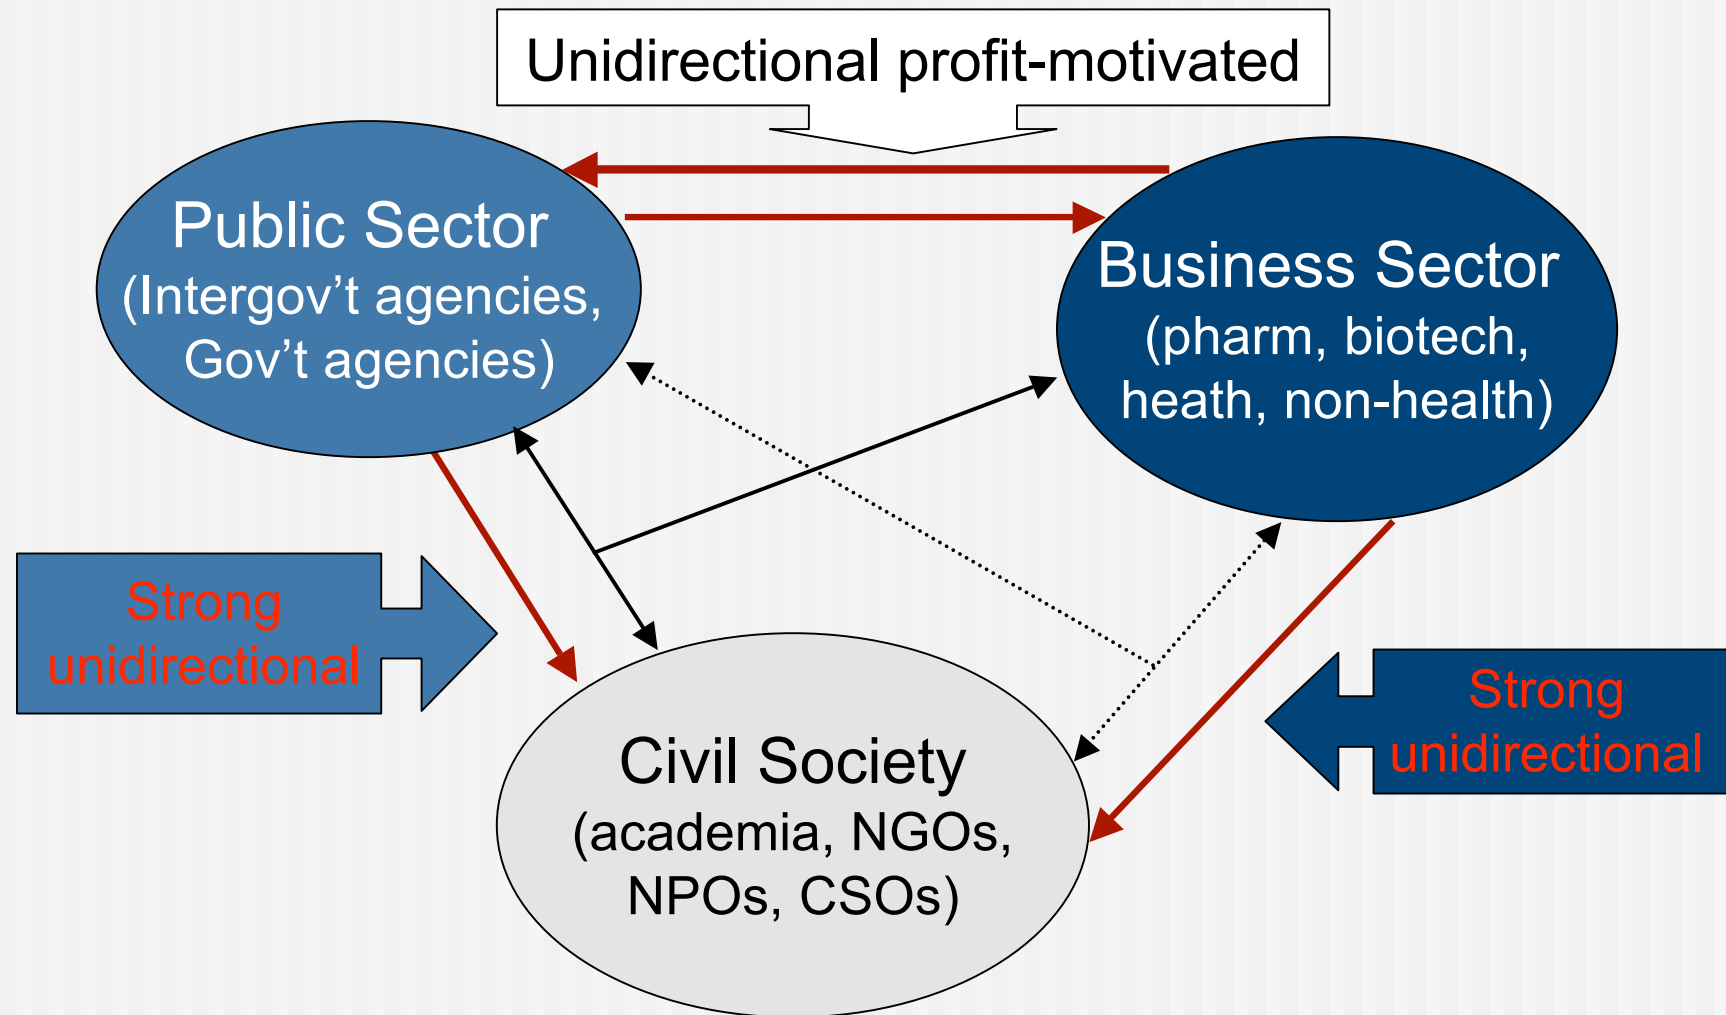 Unidirectional profit-motivated
Public Sector
(Intergov’t agencies,
Gov’t agencies)
Business Sector
(pharm, biotech,
heath, non-health)
Strong
unidirectional
Strong
unidirectional
Civil Society
(academia, NGOs,
NPOs, CSOs)